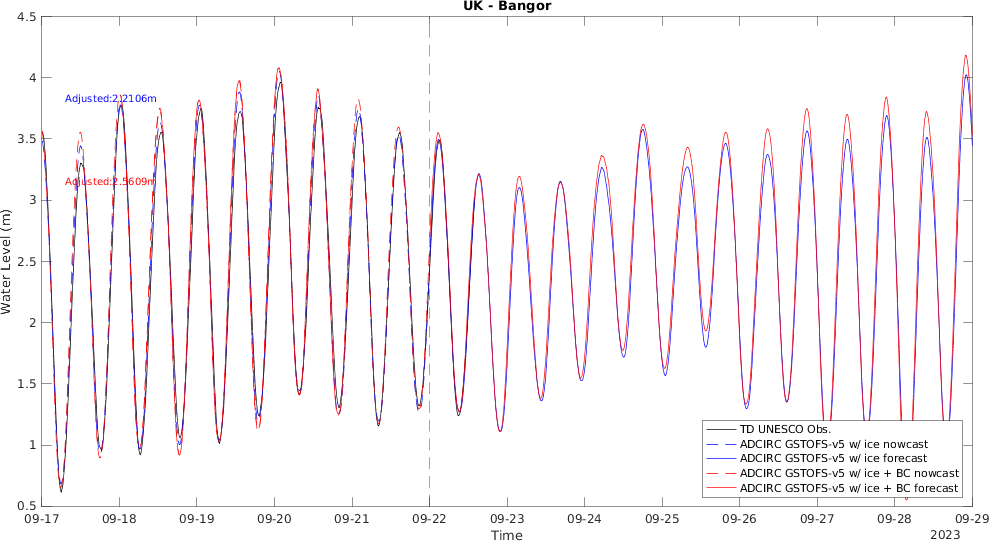 UK - Bangor
Water Level (m)
4.5
4
3.5
3
2.5
2
1.5
1
0.5
Adjusted:2.2106m
Adjusted:2.5609m
TD UNESCO Obs.
ADCIRC GSTOFS-v5 w/ ice nowcast
ADCIRC GSTOFS-v5 w/ ice forecast
ADCIRC GSTOFS-v5 w/ ice + BC nowcast
ADCIRC GSTOFS-v5 w/ ice + BC forecast
09-17 09-18 09-19 09-20 09-21 09-22 09-23 09-24 09-25 09-26 09-27 09-28 09-29
Time
2023